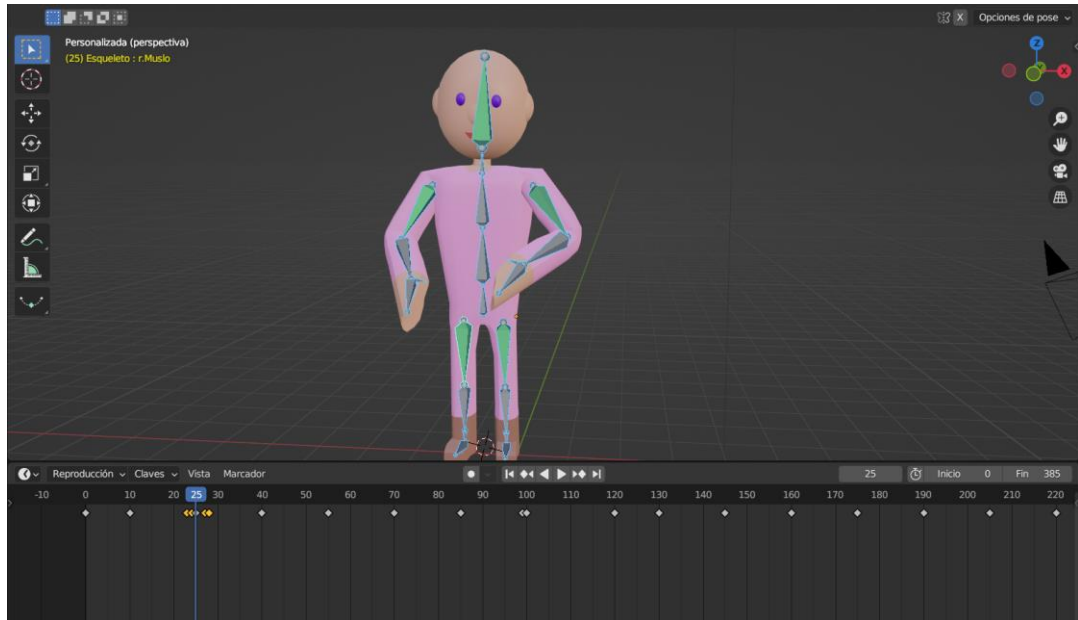 X Opciones de pose
Personalizada (perspectiva)
(25) Esqueleto : r.Muslo
Z
Y
X
Reproducción Claves Vista Marcador
25 Inicio 0 Fin 385
-10 0 10 20 25 30 40 50 60 70 80 90 100 110 120 130 140 150 160 170 180 190 200 210 220